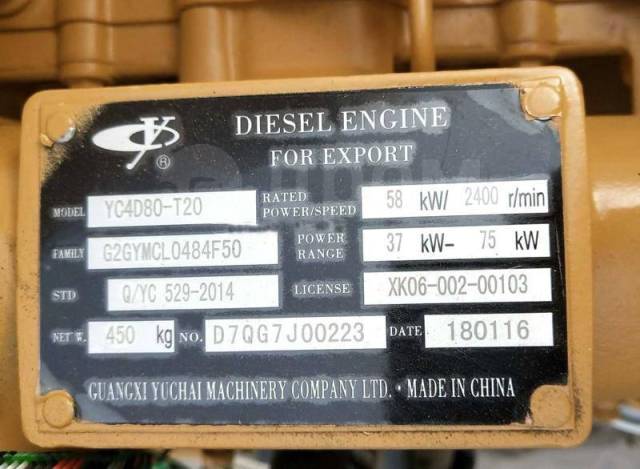 DIESEL ENGINE
FOR EXPORT
®
MODEL YC4D80-T20 RATED POWER/SPEED 58 kW/ 2400 r/min
FAMILY G2GYMCL0484F50 POWER RANGE 37 kW- 75 kW
STD Q/YC 529-2014 LICENSE XK06-002-00103
NET W. 450 kg NO. D7QG7J00223 DATE 180116
GUANGXI YUCHAI MACHINERY COMPANY LTD. · MADE IN CHINA